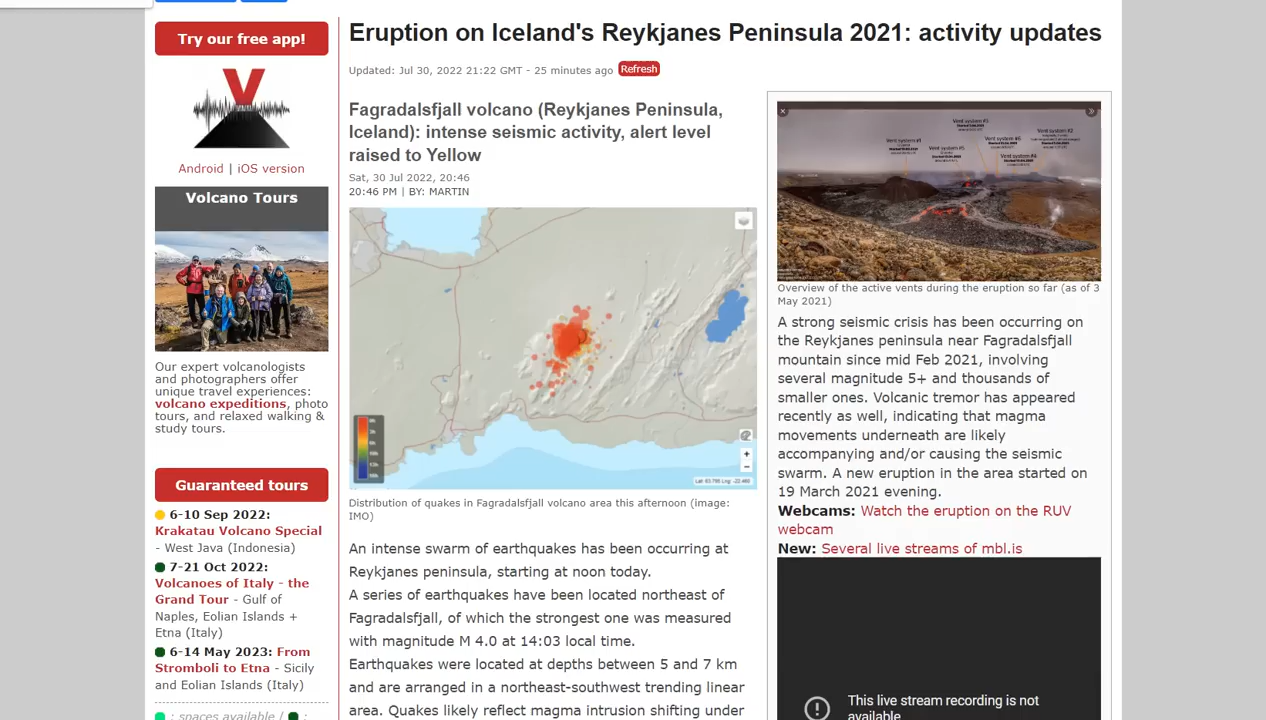 Try our free app!
Android | iOS version
Volcano Tours
Our expert volcanologists
and photographers offer
unique travel experiences:
volcano expeditions, photo
tours, and relaxed walking &
study tours.
Guaranteed tours
6-10 Sep 2022:
Krakatau Volcano Special
- West Java (Indonesia)
7-21 Oct 2022:
Volcanoes of Italy - the
Grand Tour - Gulf of
Naples, Eolian Islands +
Etna (Italy)
6-14 May 2023: From
Stromboli to Etna - Sicily
and Eolian Islands (Italy)
: spaces available / :
Eruption on Iceland's Reykjanes Peninsula 2021: activity updates
Updated: Jul 30, 2022 21:22 GMT - 25 minutes ago Refresh
Fagradalsfjall volcano (Reykjanes Peninsula,
Iceland): intense seismic activity, alert level
raised to Yellow
Sat, 30 Jul 2022, 20:46
20:46 PM | BY: MARTIN
Distribution of quakes in Fagradalsfjall volcano area this afternoon (image:
IMO)
An intense swarm of earthquakes has been occurring at
Reykjanes peninsula, starting at noon today.
A series of earthquakes have been located northeast of
Fagradalsfjall, of which the strongest one was measured
with magnitude M 4.0 at 14:03 local time.
Earthquakes were located at depths between 5 and 7 km
and are arranged in a northeast-southwest trending linear
area. Quakes likely reflect magma intrusion shifting under
Vent system #3
Vent system #2
Vent system #5
Overview of the active vents during the eruption so far (as of 3
May 2021)
A strong seismic crisis has been occurring on
the Reykjanes peninsula near Fagradalsfjall
mountain since mid Feb 2021, involving
several magnitude 5+ and thousands of
smaller ones. Volcanic tremor has appeared
recently as well, indicating that magma
movements underneath are likely
accompanying and/or causing the seismic
swarm. A new eruption in the area started on
19 March 2021 evening.
Webcams: Watch the eruption on the RUV
webcam
New: Several live streams of mbl.is
This live stream recording is not
available